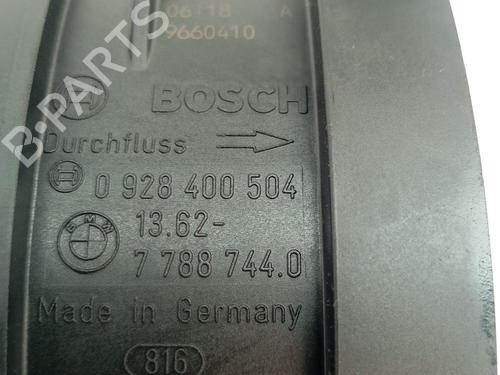 06 18 A
9660410
BOSCH
Durchfluss
0 928 400 504
BMW
13.62-
7 788 744.0
Made in Germany
816
B-PARTS